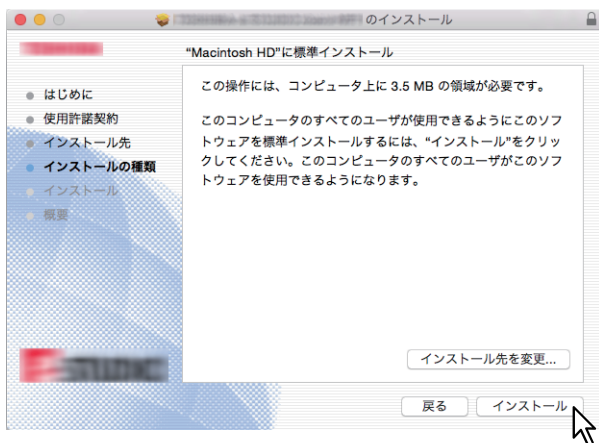 のインストール
"Macintosh HD"に標準インストール
はじめに
使用許諾契約
インストール先
インストールの種類
インストール
概要
この操作には、コンピュータ上に 3.5 MB の領域が必要です。
このコンピュータのすべてのユーザが使用できるようにこのソフ
トウェアを標準インストールするには、"インストール"をクリッ
クしてください。このコンピュータのすべてのユーザがこのソフ
トウェアを使用できるようになります。
インストール先を変更...
戻る
インストール